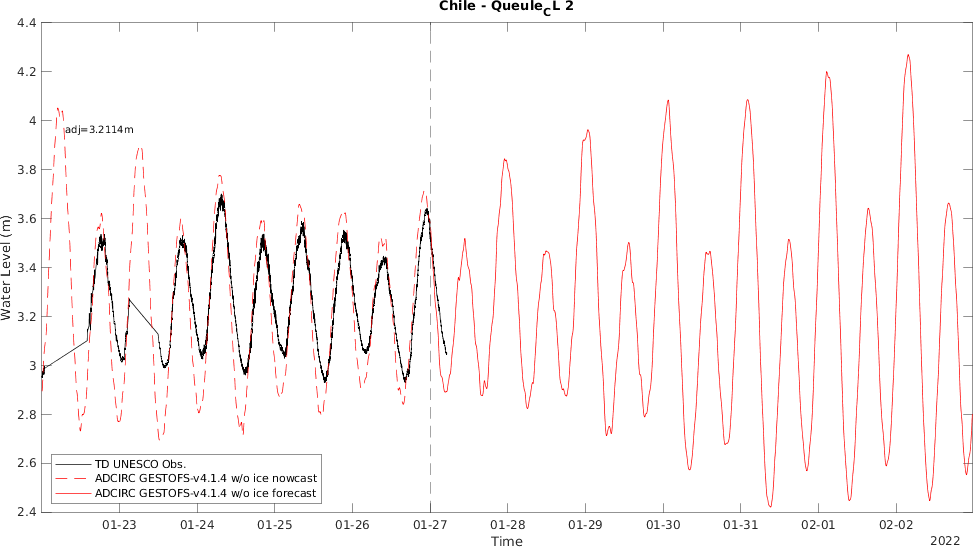 Chile - QueuleCL 2
4.4
4.2
4
3.8
3.6
3.4
3.2
3
2.8
2.6
2.4
Water Level (m)
adj=3.2114m
TD UNESCO Obs.
ADCIRC GESTOFS-v4.1.4 w/o ice nowcast
ADCIRC GESTOFS-v4.1.4 w/o ice forecast
01-23 01-24 01-25 01-26 01-27 01-28 01-29 01-30 01-31 02-01 02-02
Time
2022